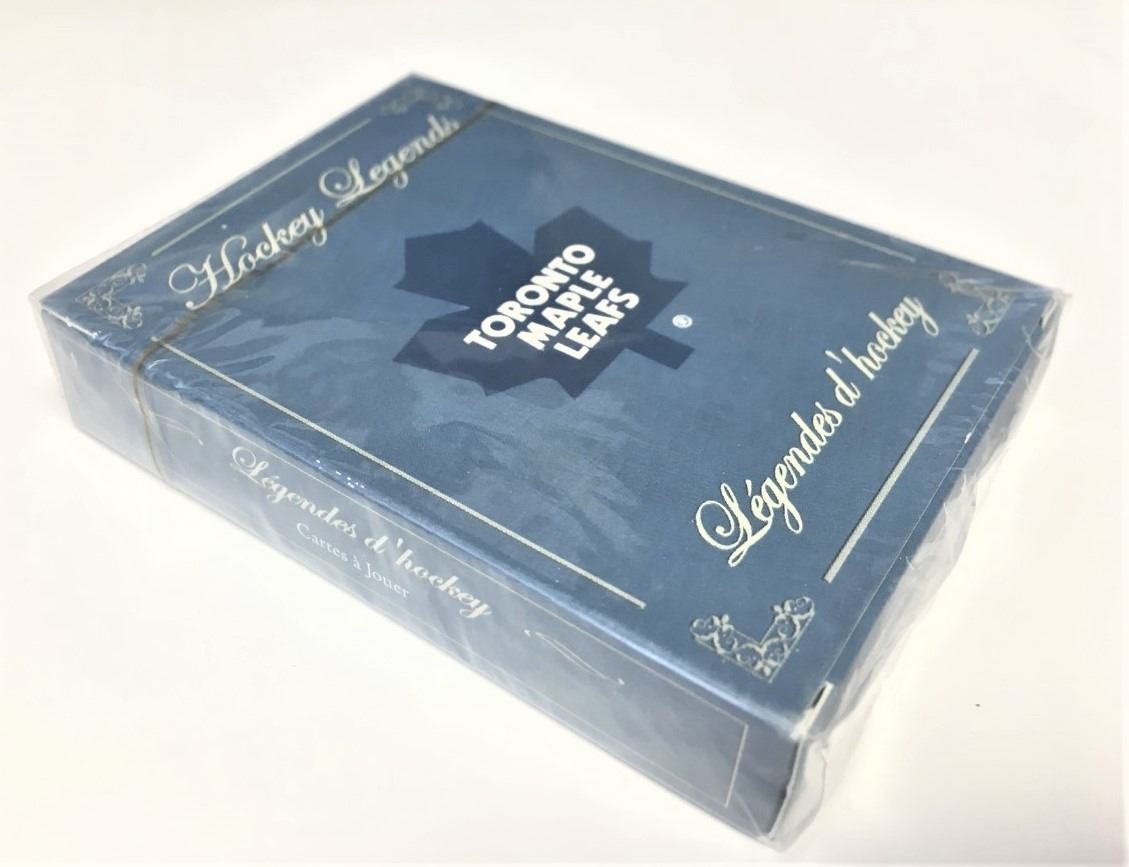 Hockey Legends
TORONTO
MAPLE
LEAFS
®
Légendes d'hockey
Légendes d'hockey
Cartes à Jouer